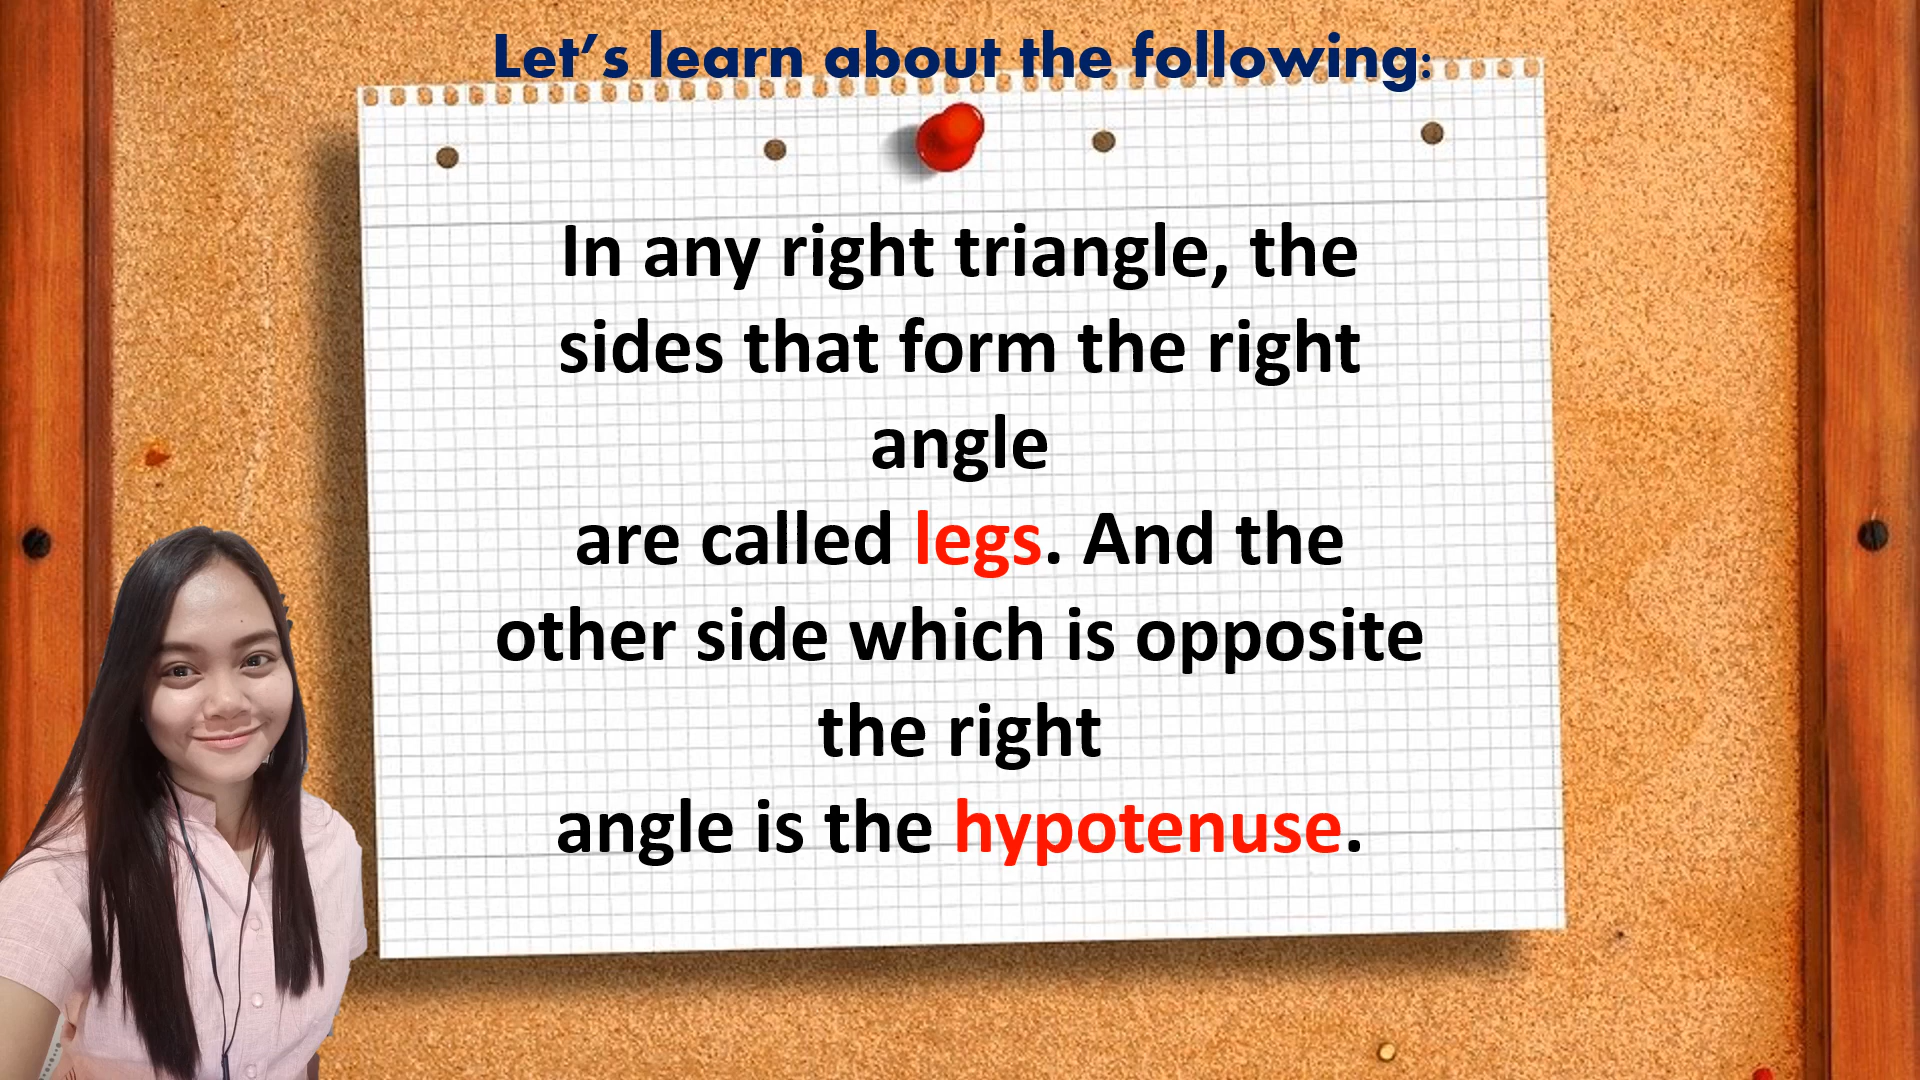 Let's learn about the following:
In any right triangle, the
sides that form the right
angle
are called legs. And the
other side which is opposite
the right
angle is the hypotenuse.